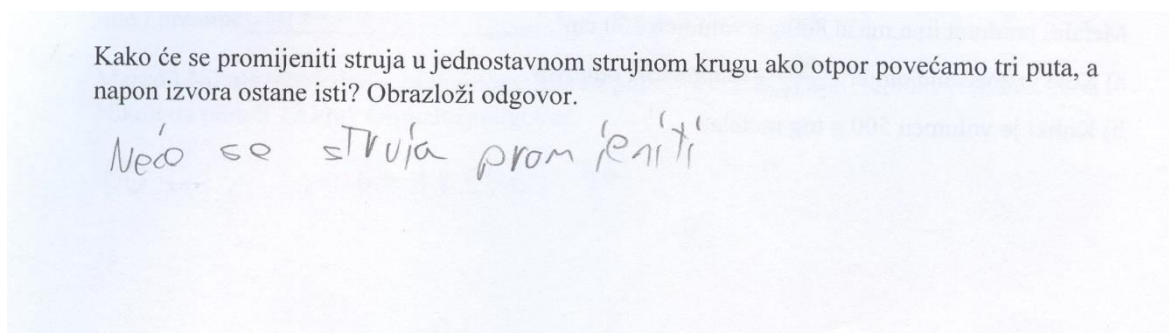 Kako će se promijeniti struja u jednostavnom strujnom krugu ako otpor povećamo tri puta, a
napon izvora ostane isti? Obrazloži odgovor.
Neće se struja promjeniti